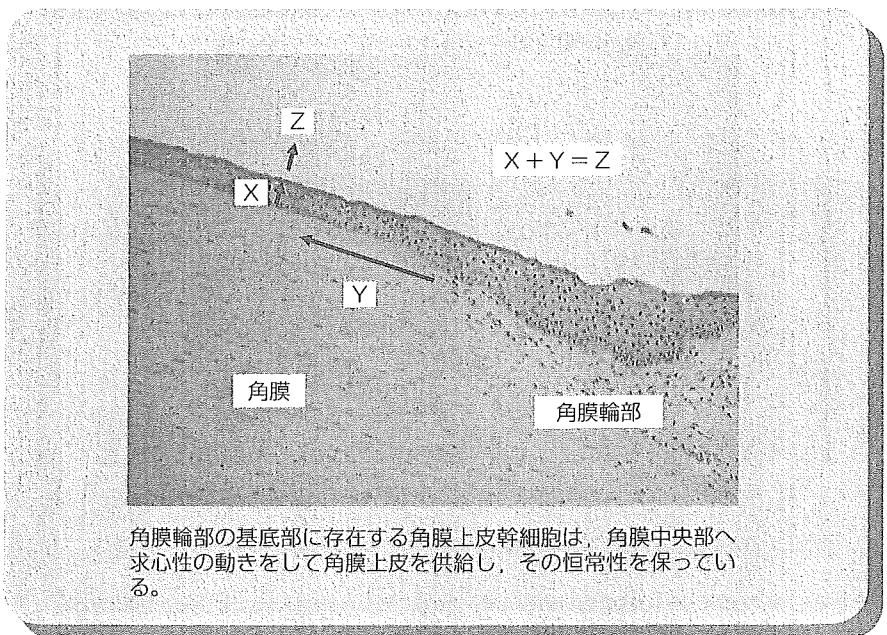 Z
X+Y=Z
X
Y
角膜
角膜輪部
角膜輪部の基底部に存在する角膜上皮幹細胞は，角膜中央部へ
求心性の動きをして角膜上皮を供給し，その恒常性を保ってい
る。